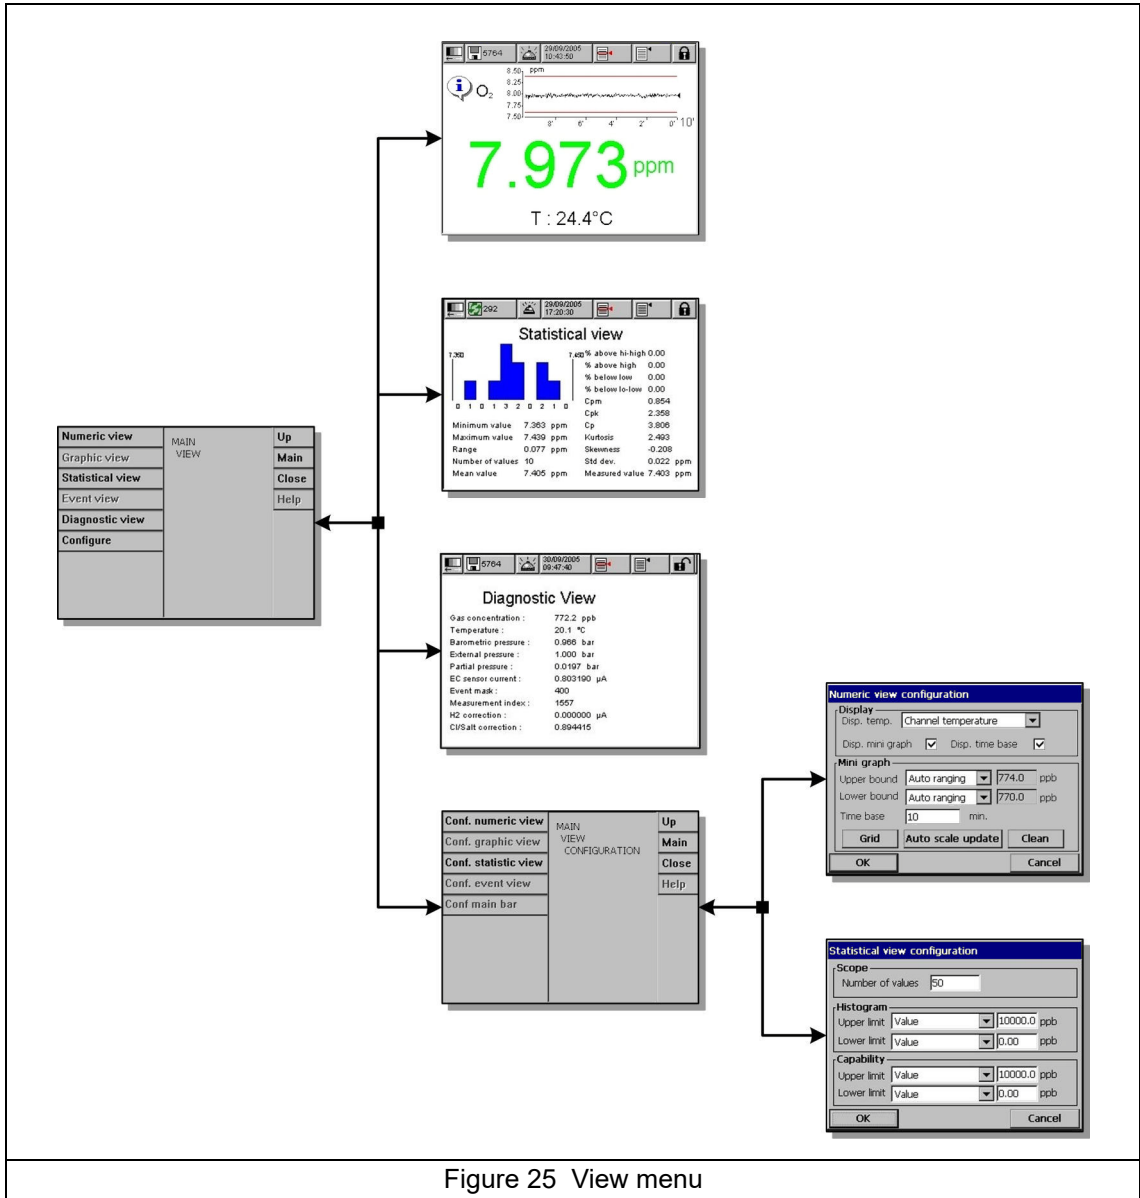 5764
29/09/2005
10:43:50
8.50 ppm
8.25
8.00
7.75
7.50
8' 6' 4' 2' 0' 10'
i O2
7.973 ppm
T : 24.4°C
292
29/09/2005
17:20:30
Statistical view
7.360 7.450
0 1 0 1 3 2 0 2 1 0
% above hi-high 0.00
% above high 0.00
% below low 0.00
% below lo-low 0.00
Cpm 0.854
Cpk 2.358
Minimum value 7.363 ppm Cp 3.806
Maximum value 7.439 ppm Kurtosis 2.493
Range 0.077 ppm Skewness -0.208
Number of values 10 Std dev. 0.022 ppm
Mean value 7.405 ppm Measured value 7.403 ppm
Numeric view
Graphic view
Statistical view
Event view
Diagnostic view
Configure
MAIN
VIEW
Up
Main
Close
Help
5764
30/09/2005
09:47:40
Diagnostic View
Gas concentration : 772.2 ppb
Temperature : 20.1 °C
Barometric pressure : 0.966 bar
External pressure : 1.000 bar
Partial pressure : 0.0197 bar
EC sensor current : 0.803190 µA
Event mask : 400
Measurement index : 1557
H2 correction : 0.000000 µA
Cl/Salt correction : 0.894415
Conf. numeric view
Conf. graphic view
Conf. statistic view
Conf. event view
Conf main bar
MAIN
VIEW
CONFIGURATION
Up
Main
Close
Help
Numeric view configuration
Display
Disp. temp. Channel temperature
Disp. mini graph Disp. time base
Mini graph
Upper bound Auto ranging 774.0 ppb
Lower bound Auto ranging 770.0 ppb
Time base 10 min.
Grid Auto scale update Clean
OK Cancel
Statistical view configuration
Scope
Number of values 50
Histogram
Upper limit Value 10000.0 ppb
Lower limit Value 0.00 ppb
Capability
Upper limit Value 10000.0 ppb
Lower limit Value 0.00 ppb
OK Cancel
Figure 25 View menu